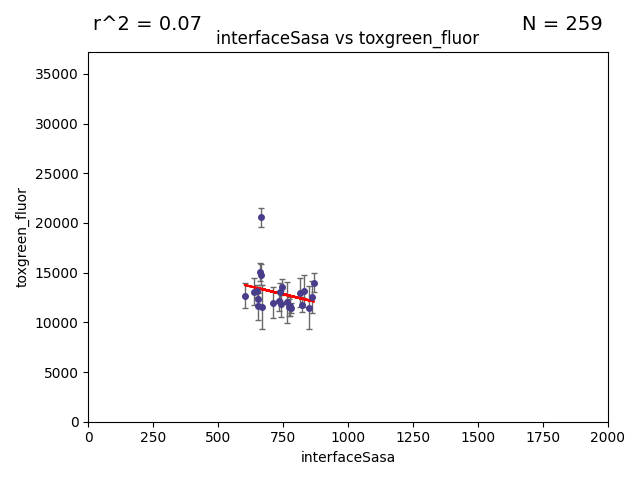 r^2 = 0.07
N = 259
interfaceSasa vs toxgreen_fluor
35000
30000
25000
20000
15000
10000
5000
0
toxgreen_fluor
0 250 500 750 1000 1250 1500 1750 2000
interfaceSasa